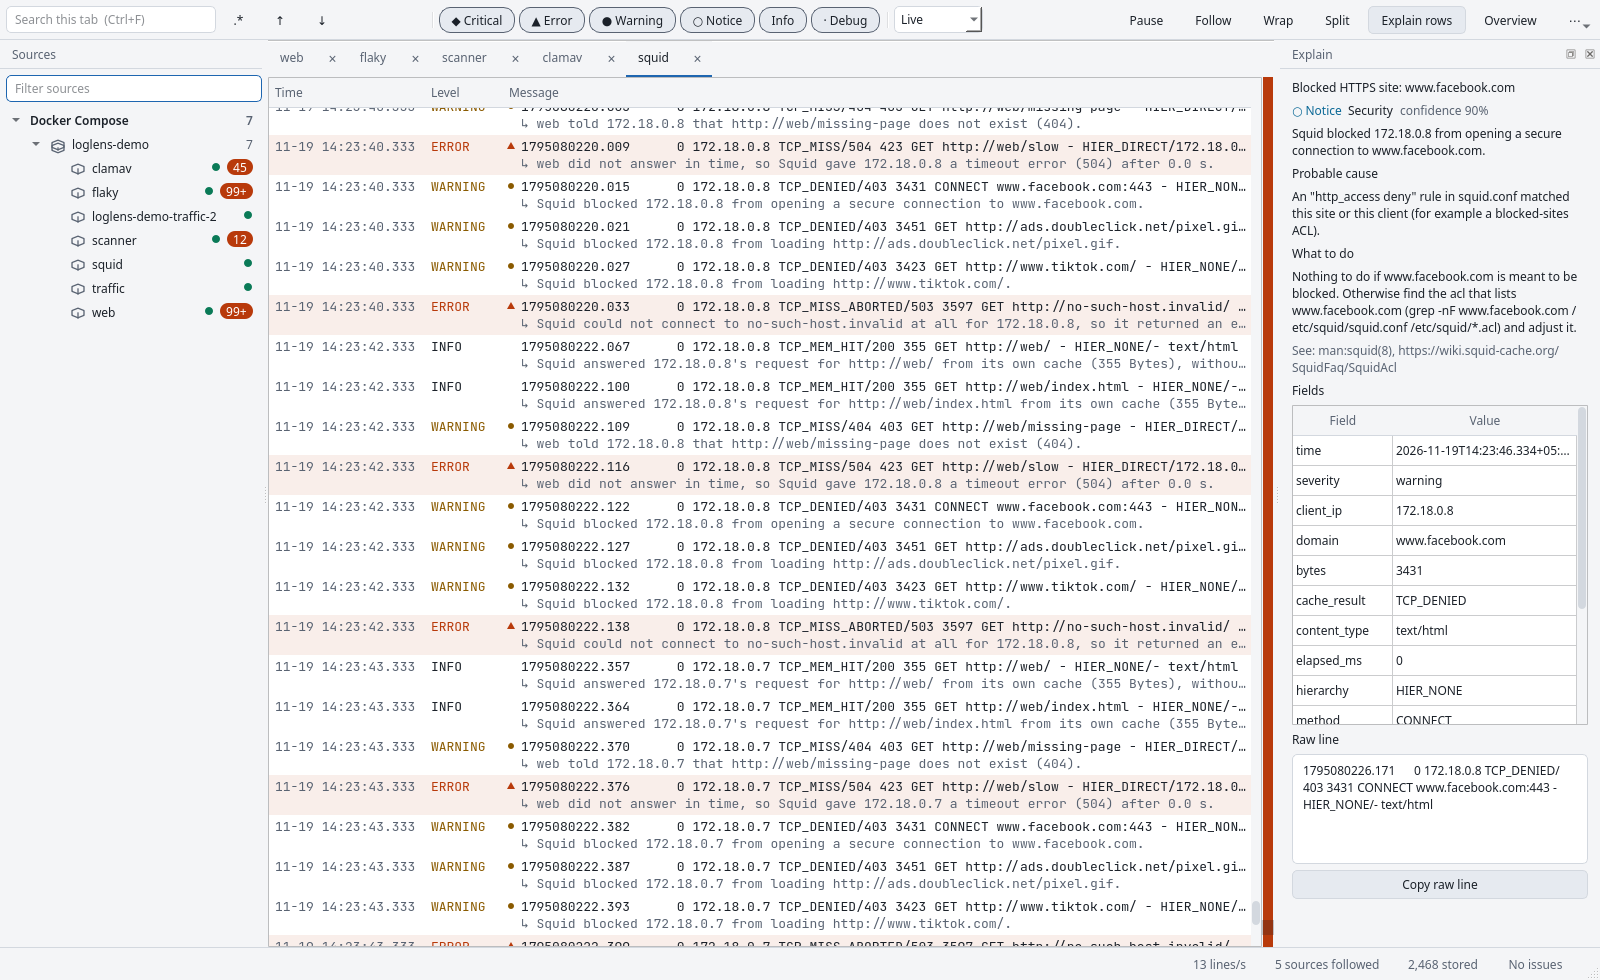 Search this tab (Ctrl+F)
.*
↑
↓
◆ Critical
▲ Error
● Warning
○ Notice
Info
· Debug
Live
Pause
Follow
Wrap
Split
Explain rows
Overview
...
Sources
Filter sources
Docker Compose 7
loglens-demo 7
clamav 45
flaky 99+
loglens-demo-traffic-2
scanner 12
squid
traffic
web 99+
web ×
flaky ×
scanner ×
clamav ×
squid ×
Time Level Message
↳ web told 172.18.0.8 that http://web/missing-page does not exist (404).
11-19 14:23:40.333 ERROR ▲ 1795080220.009 0 172.18.0.8 TCP_MISS/504 423 GET http://web/slow - HIER_DIRECT/172.18.0…
↳ web did not answer in time, so Squid gave 172.18.0.8 a timeout error (504) after 0.0 s.
11-19 14:23:40.333 WARNING ● 1795080220.015 0 172.18.0.8 TCP_DENIED/403 3431 CONNECT www.facebook.com:443 - HIER_NON…
↳ Squid blocked 172.18.0.8 from opening a secure connection to www.facebook.com.
11-19 14:23:40.333 WARNING ● 1795080220.021 0 172.18.0.8 TCP_DENIED/403 3451 GET http://ads.doubleclick.net/pixel.gi…
↳ Squid blocked 172.18.0.8 from loading http://ads.doubleclick.net/pixel.gif.
11-19 14:23:40.333 WARNING ● 1795080220.027 0 172.18.0.8 TCP_DENIED/403 3423 GET http://www.tiktok.com/ - HIER_NONE/…
↳ Squid blocked 172.18.0.8 from loading http://www.tiktok.com/.
11-19 14:23:40.333 ERROR ▲ 1795080220.033 0 172.18.0.8 TCP_MISS_ABORTED/503 3597 GET http://no-such-host.invalid/ …
↳ Squid could not connect to no-such-host.invalid at all for 172.18.0.8, so it returned an e…
11-19 14:23:42.333 INFO 1795080222.067 0 172.18.0.8 TCP_MEM_HIT/200 355 GET http://web/ - HIER_NONE/- text/html
↳ Squid answered 172.18.0.8's request for http://web/ from its own cache (355 Bytes), withou…
11-19 14:23:42.333 INFO 1795080222.100 0 172.18.0.8 TCP_MEM_HIT/200 355 GET http://web/index.html - HIER_NONE/-…
↳ Squid answered 172.18.0.8's request for http://web/index.html from its own cache (355 Byte…
11-19 14:23:42.333 WARNING ● 1795080222.109 0 172.18.0.8 TCP_MISS/404 403 GET http://web/missing-page - HIER_DIRECT/…
↳ web told 172.18.0.8 that http://web/missing-page does not exist (404).
11-19 14:23:42.333 ERROR ▲ 1795080222.116 0 172.18.0.8 TCP_MISS/504 423 GET http://web/slow - HIER_DIRECT/172.18.0…
↳ web did not answer in time, so Squid gave 172.18.0.8 a timeout error (504) after 0.0 s.
11-19 14:23:42.333 WARNING ● 1795080222.122 0 172.18.0.8 TCP_DENIED/403 3431 CONNECT www.facebook.com:443 - HIER_NON…
↳ Squid blocked 172.18.0.8 from opening a secure connection to www.facebook.com.
11-19 14:23:42.333 WARNING ● 1795080222.127 0 172.18.0.8 TCP_DENIED/403 3451 GET http://ads.doubleclick.net/pixel.gi…
↳ Squid blocked 172.18.0.8 from loading http://ads.doubleclick.net/pixel.gif.
11-19 14:23:42.333 WARNING ● 1795080222.132 0 172.18.0.8 TCP_DENIED/403 3423 GET http://www.tiktok.com/ - HIER_NONE/…
↳ Squid blocked 172.18.0.8 from loading http://www.tiktok.com/.
11-19 14:23:42.333 ERROR ▲ 1795080222.138 0 172.18.0.8 TCP_MISS_ABORTED/503 3597 GET http://no-such-host.invalid/ …
↳ Squid could not connect to no-such-host.invalid at all for 172.18.0.8, so it returned an e…
11-19 14:23:43.333 INFO 1795080222.357 0 172.18.0.7 TCP_MEM_HIT/200 355 GET http://web/ - HIER_NONE/- text/html
↳ Squid answered 172.18.0.7's request for http://web/ from its own cache (355 Bytes), withou…
11-19 14:23:43.333 INFO 1795080222.364 0 172.18.0.7 TCP_MEM_HIT/200 355 GET http://web/index.html - HIER_NONE/-…
↳ Squid answered 172.18.0.7's request for http://web/index.html from its own cache (355 Byte…
11-19 14:23:43.333 WARNING ● 1795080222.370 0 172.18.0.7 TCP_MISS/404 403 GET http://web/missing-page - HIER_DIRECT/…
↳ web told 172.18.0.7 that http://web/missing-page does not exist (404).
11-19 14:23:43.333 ERROR ▲ 1795080222.376 0 172.18.0.7 TCP_MISS/504 423 GET http://web/slow - HIER_DIRECT/172.18.0…
↳ web did not answer in time, so Squid gave 172.18.0.7 a timeout error (504) after 0.0 s.
11-19 14:23:43.333 WARNING ● 1795080222.382 0 172.18.0.7 TCP_DENIED/403 3431 CONNECT www.facebook.com:443 - HIER_NON…
↳ Squid blocked 172.18.0.7 from opening a secure connection to www.facebook.com.
11-19 14:23:43.333 WARNING ● 1795080222.387 0 172.18.0.7 TCP_DENIED/403 3451 GET http://ads.doubleclick.net/pixel.gi…
↳ Squid blocked 172.18.0.7 from loading http://ads.doubleclick.net/pixel.gif.
11-19 14:23:43.333 WARNING ● 1795080222.393 0 172.18.0.7 TCP_DENIED/403 3423 GET http://www.tiktok.com/ - HIER_NONE/…
↳ Squid blocked 172.18.0.7 from loading http://www.tiktok.com/.
Explain
Blocked HTTPS site: www.facebook.com
○ Notice Security confidence 90%
Squid blocked 172.18.0.8 from opening a secure
connection to www.facebook.com.
Probable cause
An "http_access deny" rule in squid.conf matched
this site or this client (for example a blocked-sites
ACL).
What to do
Nothing to do if www.facebook.com is meant to be
blocked. Otherwise find the acl that lists
www.facebook.com (grep -nF www.facebook.com /
etc/squid/squid.conf /etc/squid/*.acl) and adjust it.
See: man:squid(8), https://wiki.squid-cache.org/
SquidFaq/SquidAcl
Fields
Field Value
time 2026-11-19T14:23:46.334+05:…
severity warning
client_ip 172.18.0.8
domain www.facebook.com
bytes 3431
cache_result TCP_DENIED
content_type text/html
elapsed_ms 0
hierarchy HIER_NONE
method CONNECT
Raw line
1795080226.171 0 172.18.0.8 TCP_DENIED/
403 3431 CONNECT www.facebook.com:443 -
HIER_NONE/- text/html
Copy raw line
13 lines/s
5 sources followed
2,468 stored
No issues